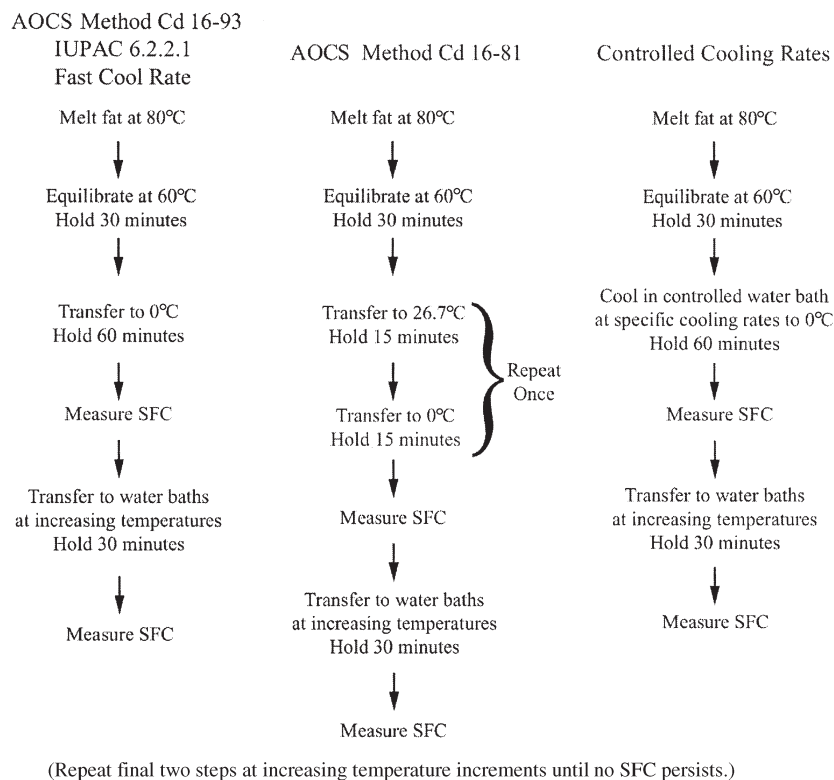 AOCS Method Cd 16-93
IUPAC 6.2.2.1
Fast Cool Rate
Melt fat at 80°C
Equilibrate at 60°C
Hold 30 minutes
Transfer to 0°C
Hold 60 minutes
Measure SFC
Transfer to water baths
at increasing temperatures
Hold 30 minutes
Measure SFC
AOCS Method Cd 16-81
Melt fat at 80°C
Equilibrate at 60°C
Hold 30 minutes
Transfer to 26.7°C
Hold 15 minutes
Transfer to 0°C
Hold 15 minutes
Repeat
Once
Measure SFC
Transfer to water baths
at increasing temperatures
Hold 30 minutes
Measure SFC
Controlled Cooling Rates
Melt fat at 80°C
Equilibrate at 60°C
Hold 30 minutes
Cool in controlled water bath
at specific cooling rates to 0°C
Hold 60 minutes
Measure SFC
Transfer to water baths
at increasing temperatures
Hold 30 minutes
Measure SFC
(Repeat final two steps at increasing temperature increments until no SFC persists.)